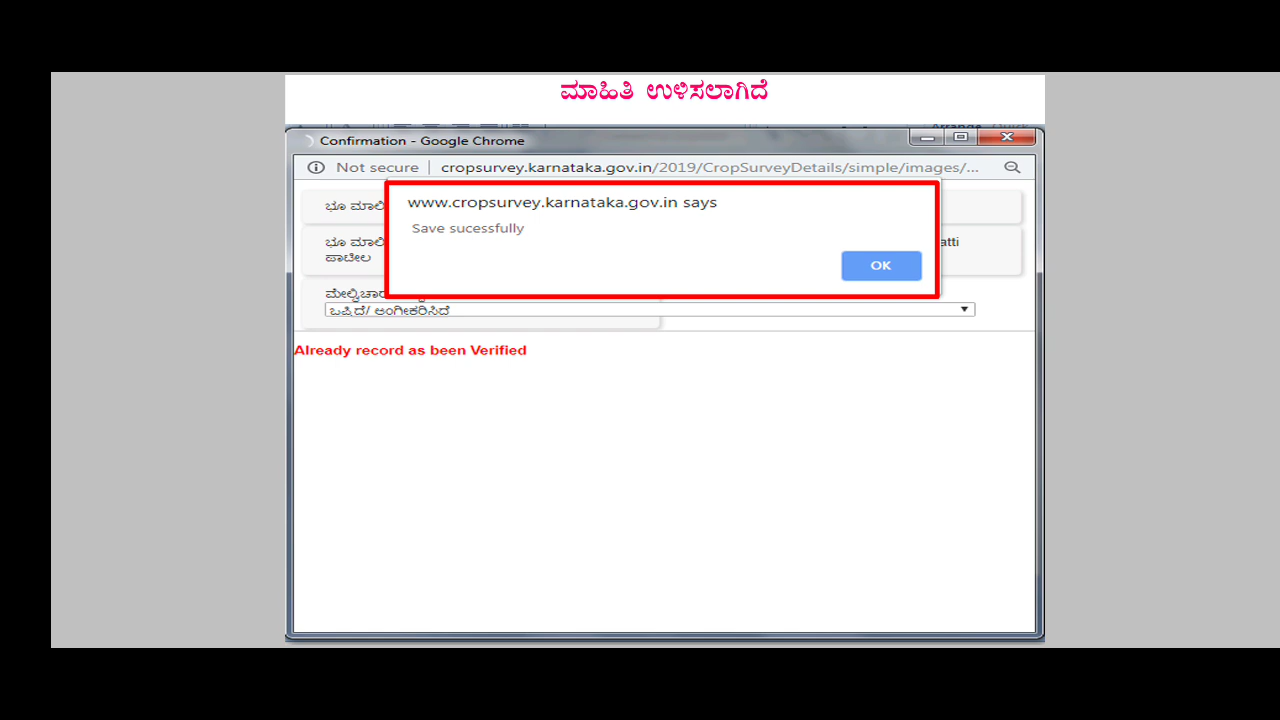 ಮಾಹಿತಿ ಉಳಿಸಲಾಗಿದೆ
Confirmation - Google Chrome
Not secure | cropsurvey.karnataka.gov.in/2019/CropSurveyDetails/simple/images/...
www.cropsurvey.karnataka.gov.in says
ಭೂ
Save sucessfully
ಭೂ
ಪಾಟೀಲ
OK
ಒಪ್ಪಿದೆ/ ಅಂಗೀಕರಿಸಿದೆ
Already record as been Verified